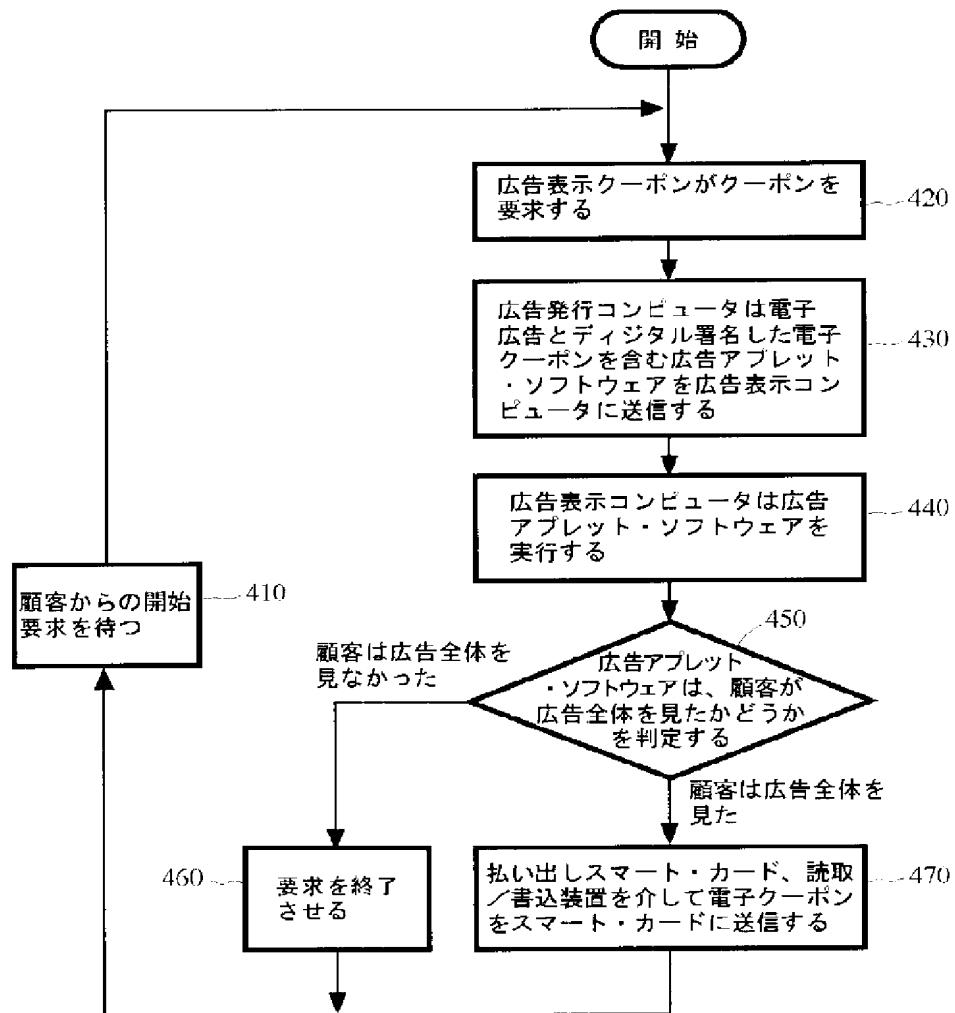 開 始
広告表示クーポンがクーポンを
要求する
420
広告発行コンピュータは電子
広告とディジタル署名した電子
クーポンを含む広告アプレット
・ソフトウェアを広告表示コン
ピュータに送信する
430
広告表示コンピュータは広告
アプレット・ソフトウェアを
実行する
440
顧客からの開始
要求を待つ
410
450
広告アプレット
・ソフトウェアは、顧客が
広告全体を見たかどうか
を判定する
顧客は広告全体を
見なかった
顧客は広告全体を
見た
460
要求を終了
させる
払い出しスマート・カード、読取
／書込装置を介して電子クーポン
をスマート・カードに送信する
470